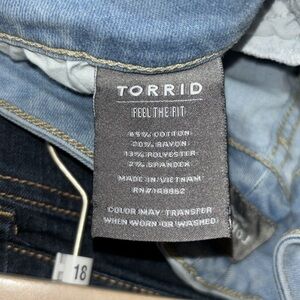 TORRID
FEEL THE FIT
65% COTTON
20% RAYON
13% POLYESTER
2% SPANDEX
MADE IN VIETNAM
RN#148862
COLOR MAY TRANSFER
WHEN WORN OR WASHED
18